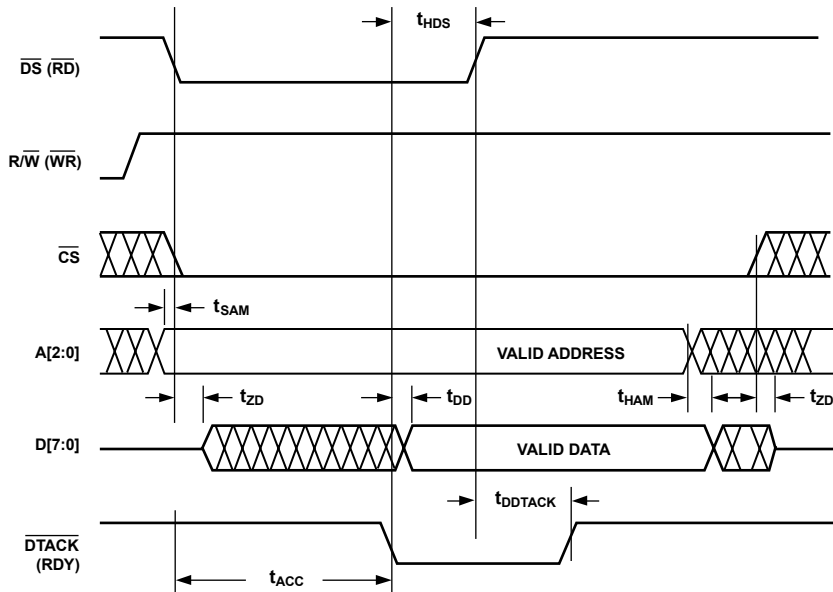 tHDS
DS (RD)
R/W (WR)
CS
tSAM
A[2:0]
VALID ADDRESS
tZD
tDD
tHAM
tZD
D[7:0]
VALID DATA
tDDTACK
DTACK
(RDY)
tACC